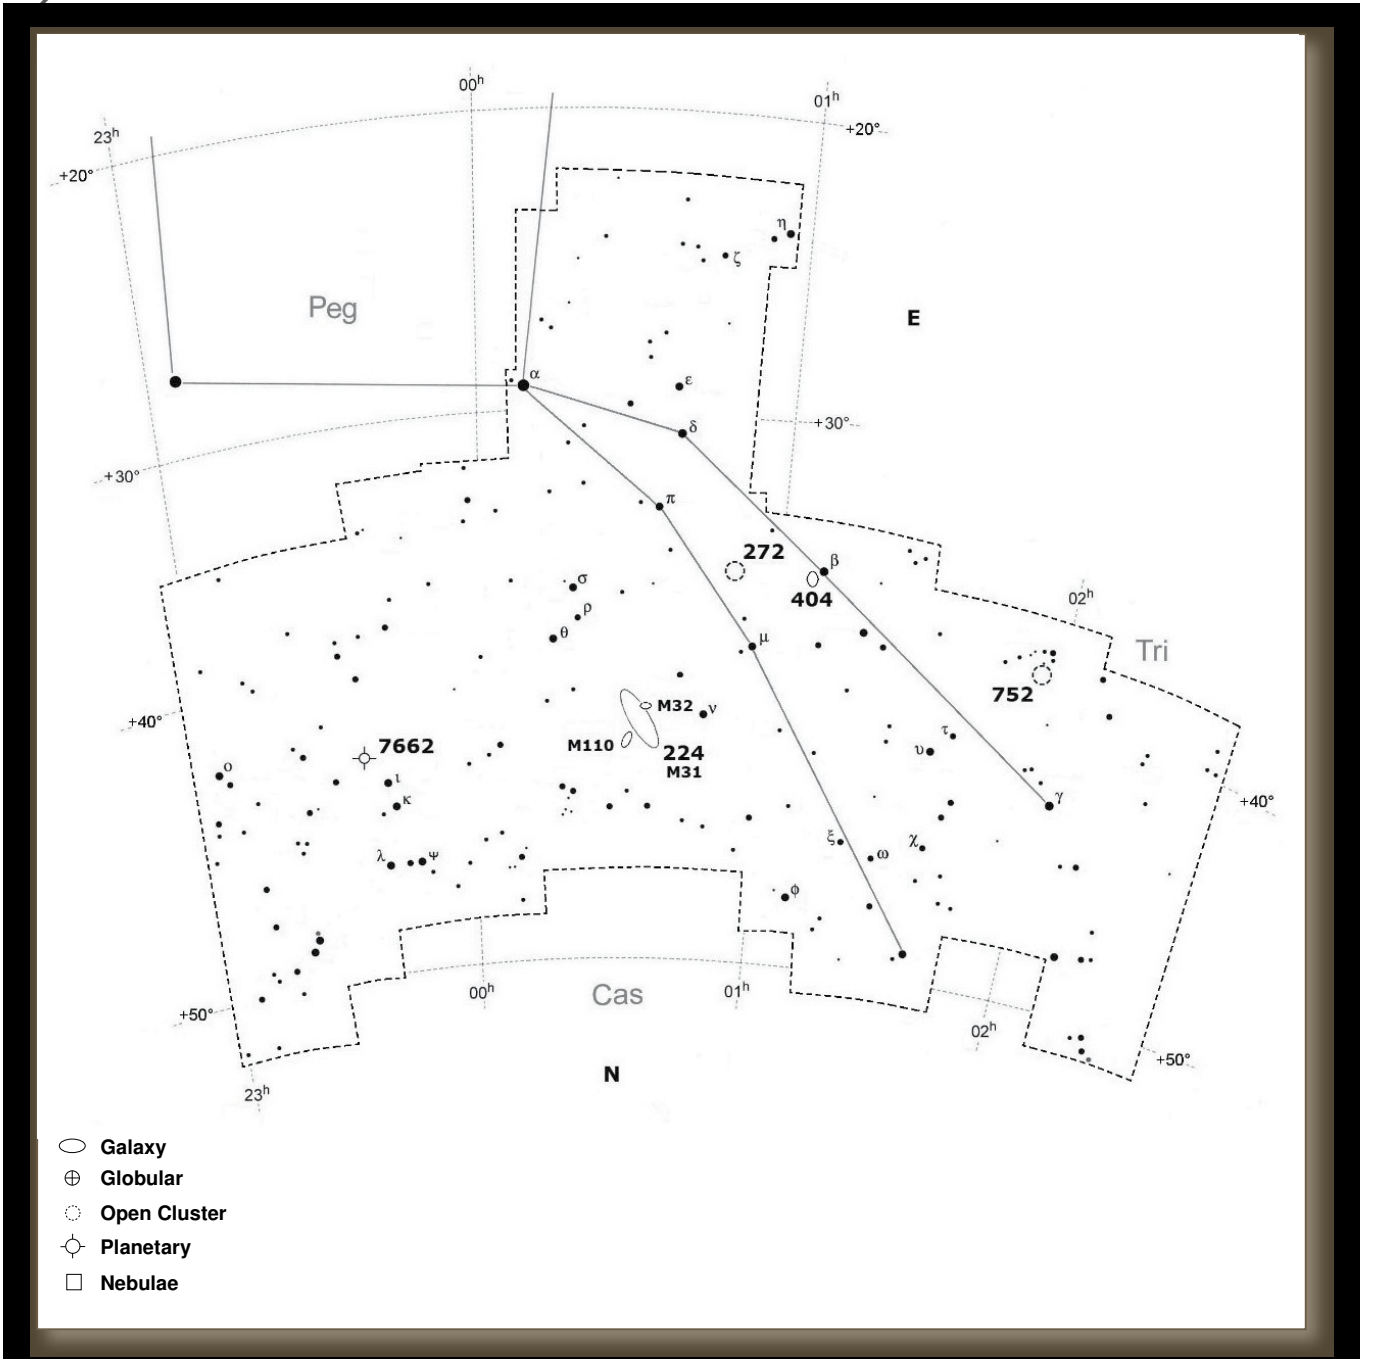 00h
01h
23h
+20°
+20°
η
ζ
Peg
E
α
ε
δ
+30°
+30°
π
272
β
404
σ
ρ
θ
μ
02h
Tri
752
M32
ν
M110
224
M31
+40°
7662
ο
ι
κ
τ
υ
γ
+40°
λ
ψ
ξ
ω
χ
φ
00h
Cas
01h
+50°
02h
+50°
N
23h
Galaxy
Globular
Open Cluster
Planetary
Nebulae